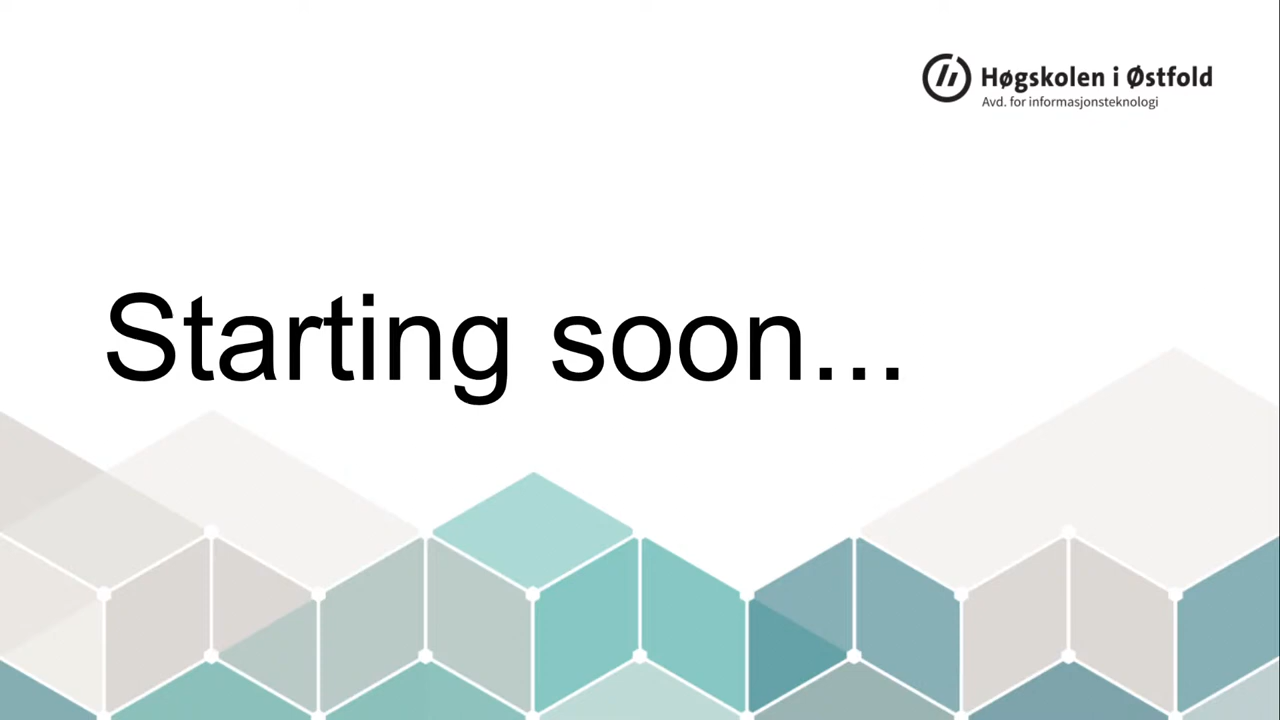 Høgskolen i Østfold
Avd. for informasjonsteknologi
Starting soon...